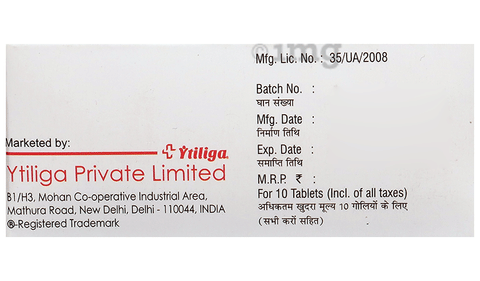 1mg
Mfg. Lic. No.: 35/UA/2008
Batch No. :
घान संख्या
Mfg. Date :
निर्माण तिथि
Exp. Date :
समाप्ति तिथि
M.R.P. ₹ :
For 10 Tablets (Incl. of all taxes)
अधिकतम खुदरा मूल्य 10 गोलियों के लिए
(सभी करों सहित)
Marketed by:
Ytiliga
Ytiliga Private Limited
B1/H3, Mohan Co-operative Industrial Area,
Mathura Road, New Delhi, Delhi - 110044, INDIA
®-Registered Trademark